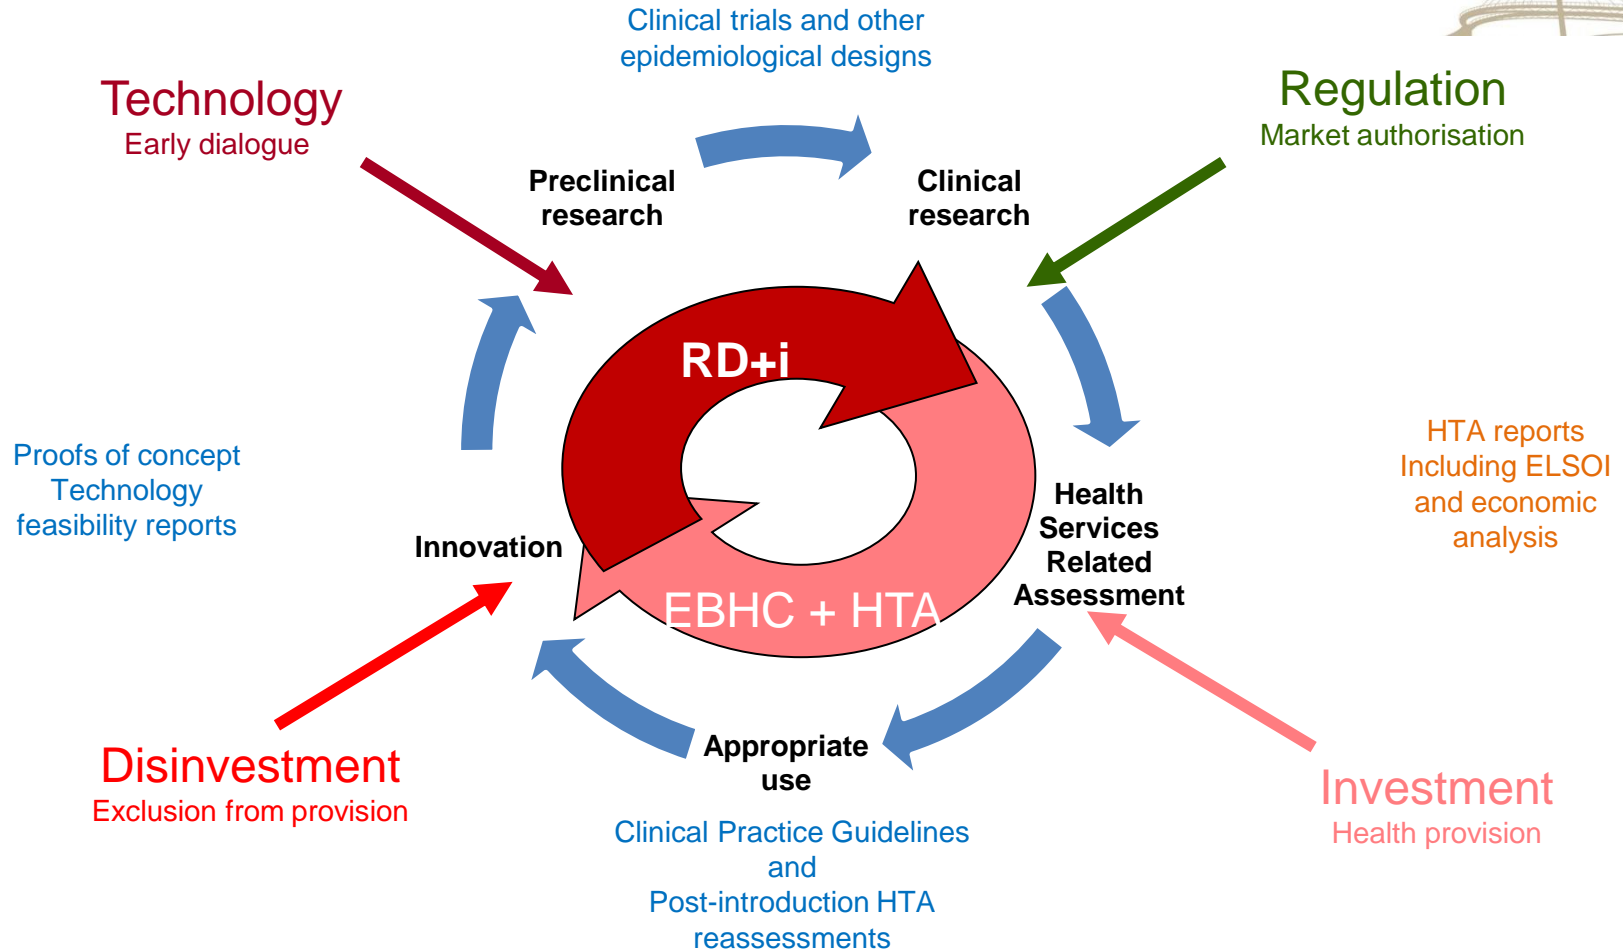 Clinical trials and other
epidemiological designs
Technology
Early dialogue
Regulation
Market authorisation
Preclinical
research
Clinical
research
RD+i
Proofs of concept
Technology
feasibility reports
HTA reports
Including ELSOI
and economic
analysis
Innovation
Health
Services
Related
Assessment
EBHC + HTA
Appropriate
use
Disinvestment
Exclusion from provision
Investment
Health provision
Clinical Practice Guidelines
and
Post-introduction HTA
reassessments